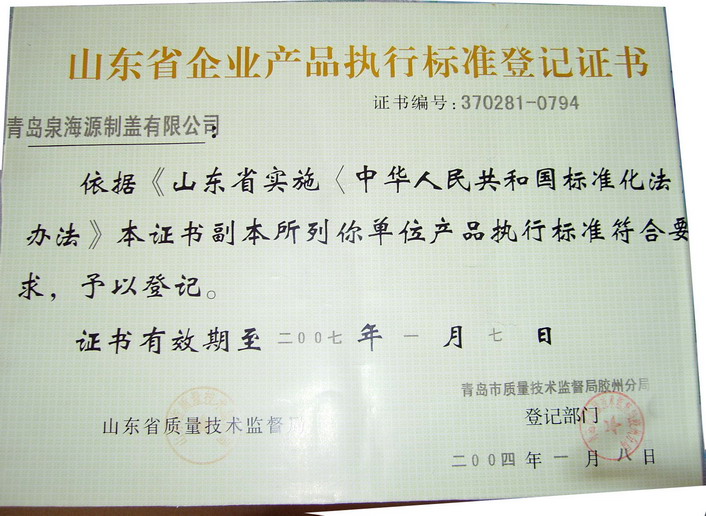 山东省企业产品执行标准登记证书
证书编号:370281-0794
青岛泉海源制盖有限公司:
依据《山东省实施〈中华人民共和国标准化法〉
办法》本证书副本所列你单位产品执行标准符合要
求，予以登记。
证书有效期至 二00七 年 一 月 七 日
青岛市质量技术监督局胶州分局
山东省质量技术监督局
登记部门
二00四 年 一 月 八 日